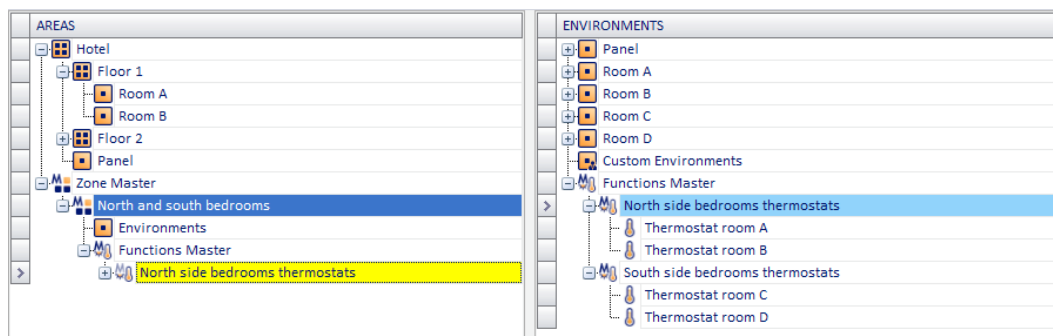 AREAS
Hotel
Floor 1
Room A
Room B
Floor 2
Panel
Zone Master
North and south bedrooms
Environments
Functions Master
North side bedrooms thermostats
ENVIRONMENTS
Panel
Room A
Room B
Room C
Room D
Custom Environments
Functions Master
North side bedrooms thermostats
Thermostat room A
Thermostat room B
South side bedrooms thermostats
Thermostat room C
Thermostat room D